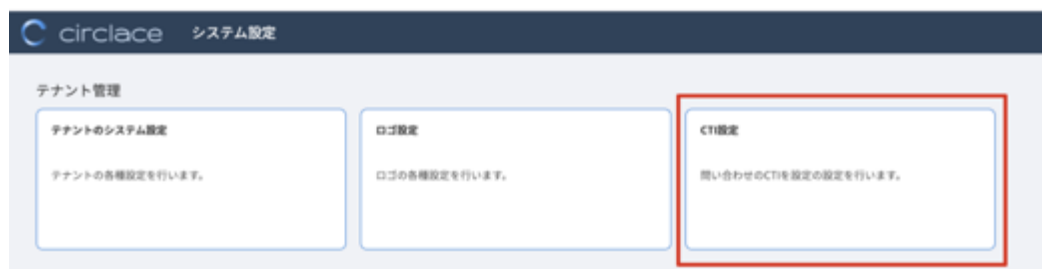 circlace システム設定
テナント管理
テナントのシステム設定
テナントの各種設定を行います。
ロゴ設定
ロゴの各種設定を行います。
CTI設定
問い合わせのCTIを設定の設定を行います。